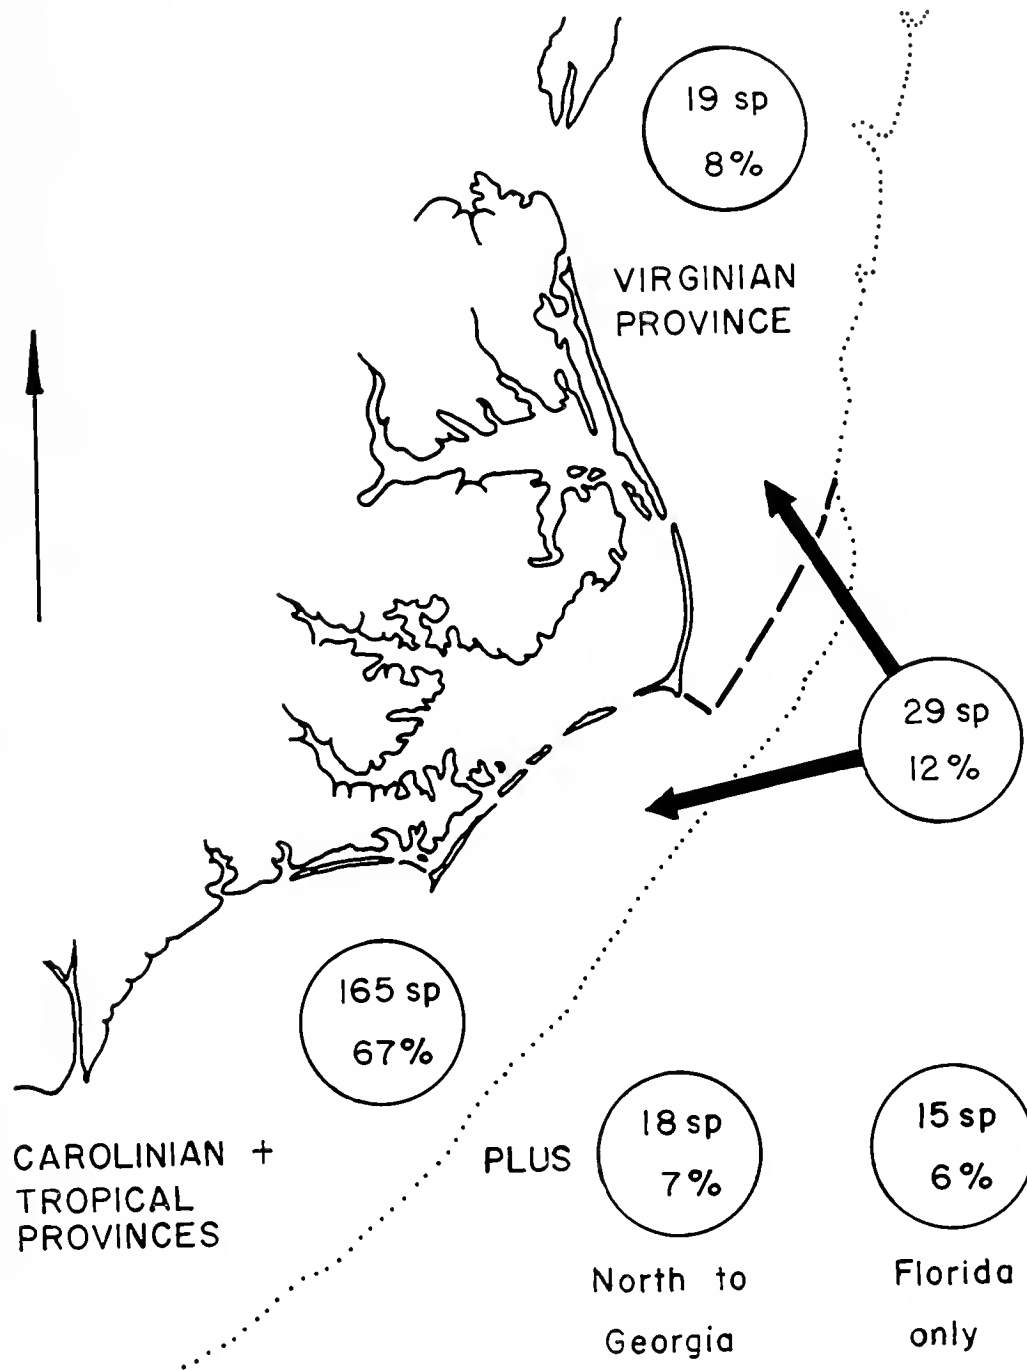 19 sp
8%
VIRGINIAN
PROVINCE
29 sp
12%
165 sp
67%
CAROLINIAN +
TROPICAL
PROVINCES
PLUS
18 sp
7%
North to
Georgia
15 sp
6%
Florida
only